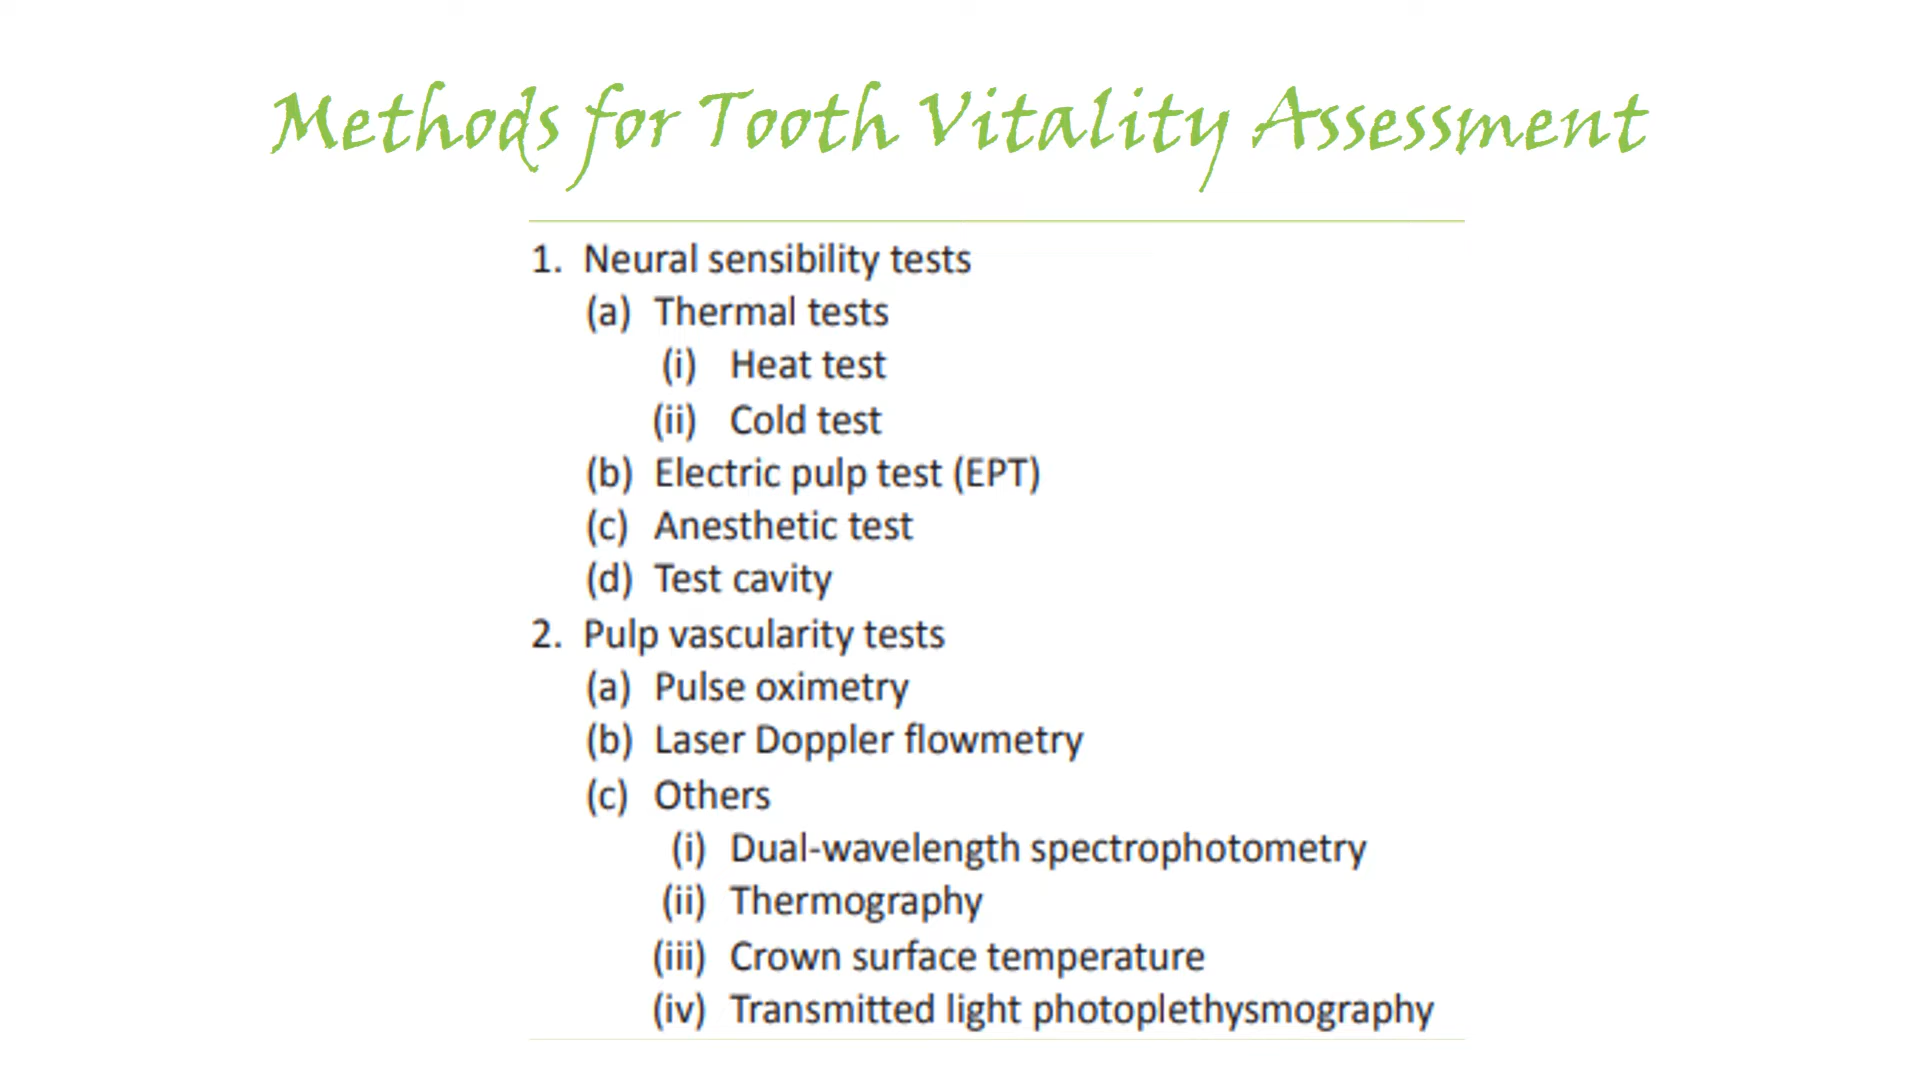 Methods for Tooth Vitality Assessment
1. Neural sensibility tests
(a) Thermal tests
(i) Heat test
(ii) Cold test
(b) Electric pulp test (EPT)
(c) Anesthetic test
(d) Test cavity
2. Pulp vascularity tests
(a) Pulse oximetry
(b) Laser Doppler flowmetry
(c) Others
(i) Dual-wavelength spectrophotometry
(ii) Thermography
(iii) Crown surface temperature
(iv) Transmitted light photoplethysmography